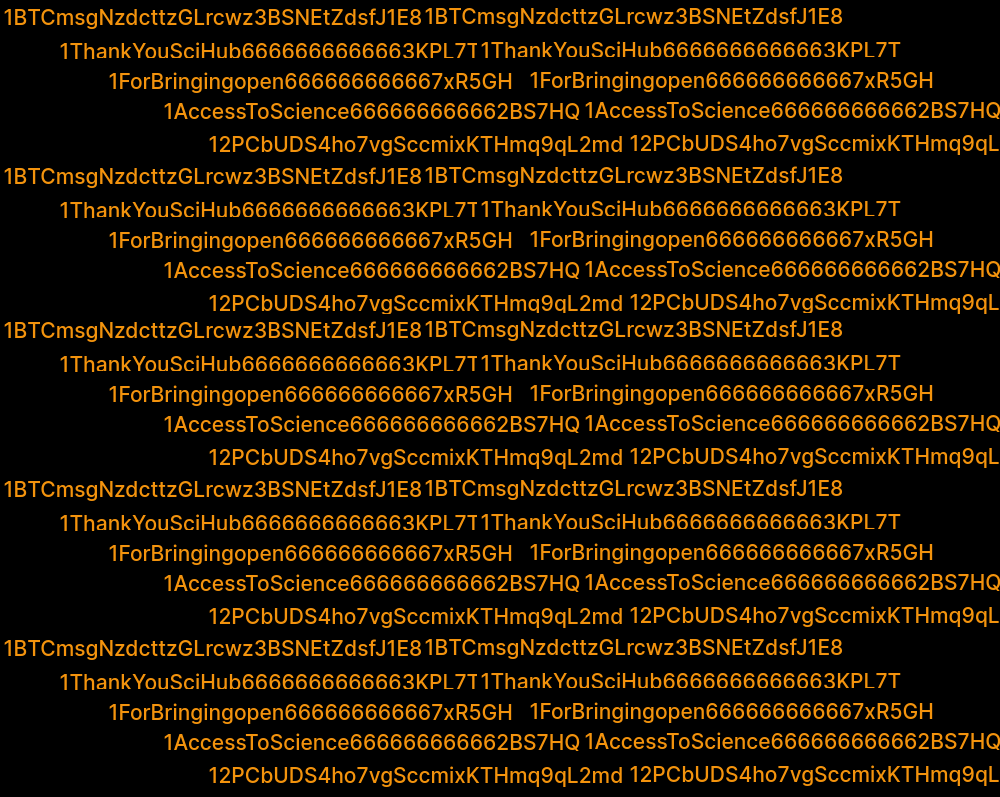 1BTCmsgNzdcttzGLrcwz3BSNEtZdsfJ1E8 1BTCmsgNzdcttzGLrcwz3BSNEtZdsfJ1E8
1ThankYouSciHub6666666666663KPL7T 1ThankYouSciHub6666666666663KPL7T
1ForBringingopen666666666667xR5GH 1ForBringingopen666666666667xR5GH
1AccessToScience666666666662BS7HQ 1AccessToScience666666666662BS7HQ
12PCbUDS4ho7vgSccmixKTHmq9qL2md 12PCbUDS4ho7vgSccmixKTHmq9qL
1BTCmsgNzdcttzGLrcwz3BSNEtZdsfJ1E8 1BTCmsgNzdcttzGLrcwz3BSNEtZdsfJ1E8
1ThankYouSciHub6666666666663KPL7T 1ThankYouSciHub6666666666663KPL7T
1ForBringingopen666666666667xR5GH 1ForBringingopen666666666667xR5GH
1AccessToScience666666666662BS7HQ 1AccessToScience666666666662BS7HQ
12PCbUDS4ho7vgSccmixKTHmq9qL2md 12PCbUDS4ho7vgSccmixKTHmq9qL
1BTCmsgNzdcttzGLrcwz3BSNEtZdsfJ1E8 1BTCmsgNzdcttzGLrcwz3BSNEtZdsfJ1E8
1ThankYouSciHub6666666666663KPL7T 1ThankYouSciHub6666666666663KPL7T
1ForBringingopen666666666667xR5GH 1ForBringingopen666666666667xR5GH
1AccessToScience666666666662BS7HQ 1AccessToScience666666666662BS7HQ
12PCbUDS4ho7vgSccmixKTHmq9qL2md 12PCbUDS4ho7vgSccmixKTHmq9qL
1BTCmsgNzdcttzGLrcwz3BSNEtZdsfJ1E8 1BTCmsgNzdcttzGLrcwz3BSNEtZdsfJ1E8
1ThankYouSciHub6666666666663KPL7T 1ThankYouSciHub6666666666663KPL7T
1ForBringingopen666666666667xR5GH 1ForBringingopen666666666667xR5GH
1AccessToScience666666666662BS7HQ 1AccessToScience666666666662BS7HQ
12PCbUDS4ho7vgSccmixKTHmq9qL2md 12PCbUDS4ho7vgSccmixKTHmq9qL
1BTCmsgNzdcttzGLrcwz3BSNEtZdsfJ1E8 1BTCmsgNzdcttzGLrcwz3BSNEtZdsfJ1E8
1ThankYouSciHub6666666666663KPL7T 1ThankYouSciHub6666666666663KPL7T
1ForBringingopen666666666667xR5GH 1ForBringingopen666666666667xR5GH
1AccessToScience666666666662BS7HQ 1AccessToScience666666666662BS7HQ
12PCbUDS4ho7vgSccmixKTHmq9qL2md 12PCbUDS4ho7vgSccmixKTHmq9qL